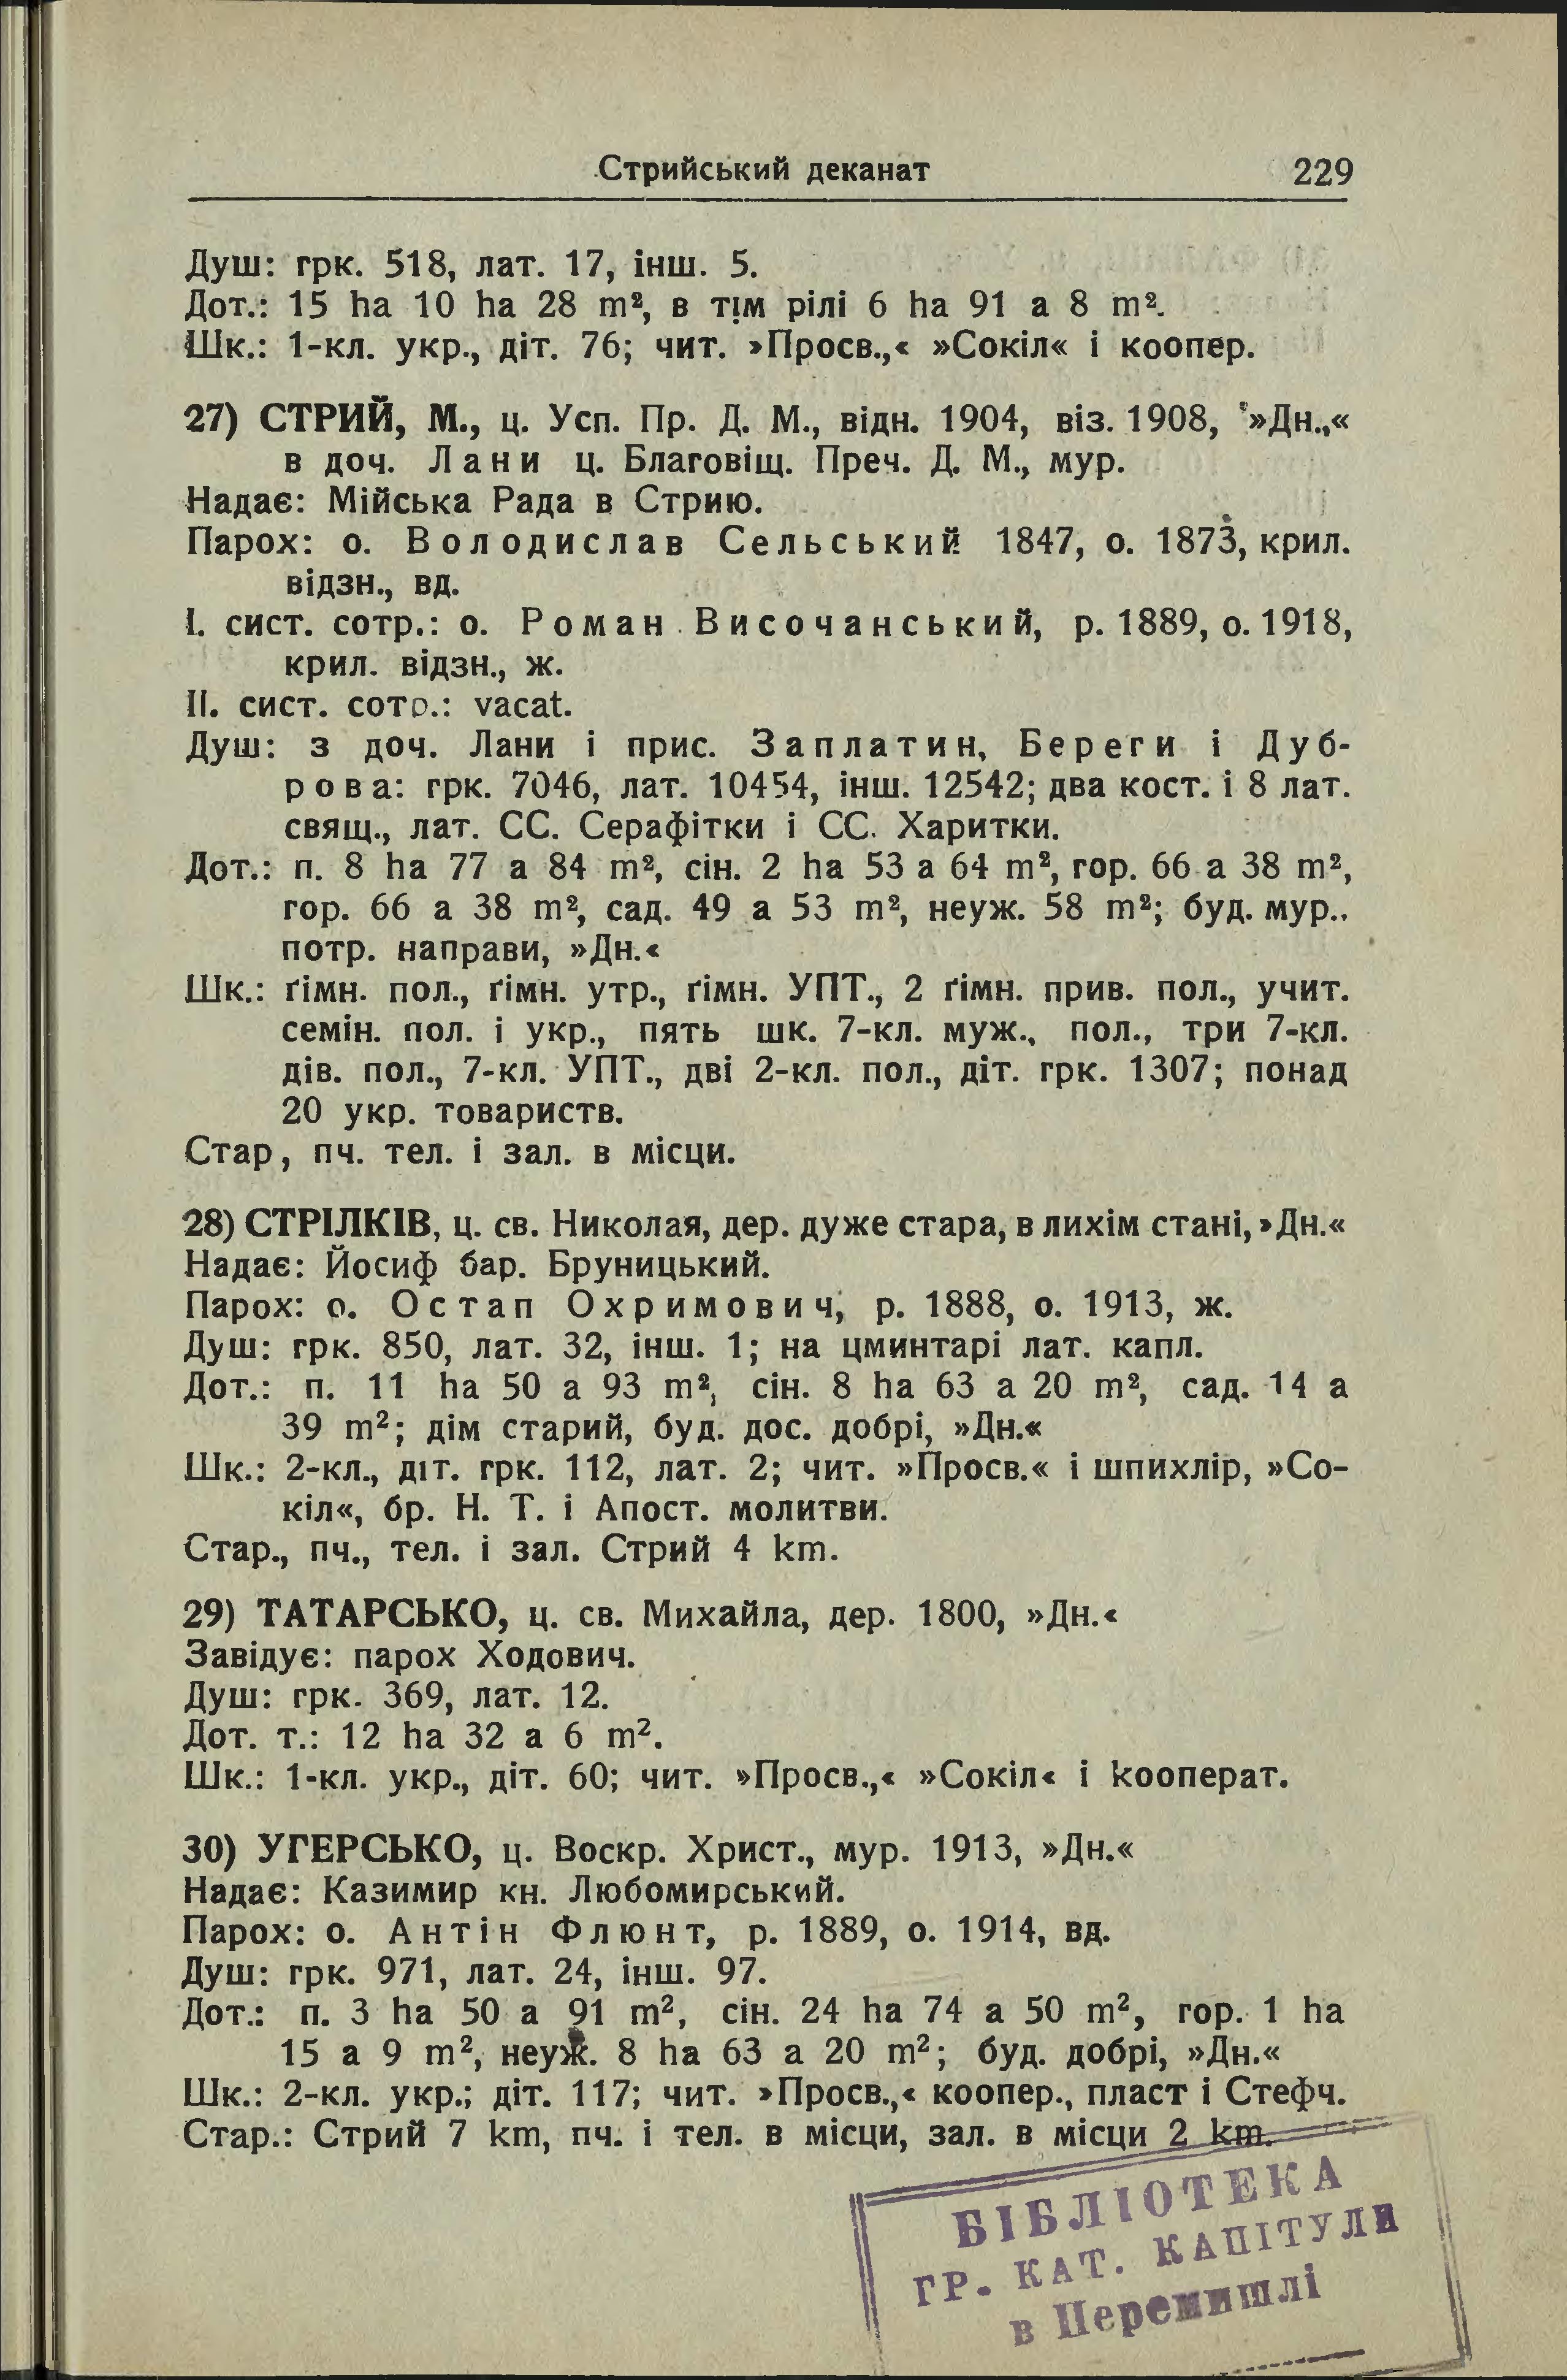 Стрийський деканат 229
Душ: грк. 518, лат. 17, інш. 5.
Дот.: 15 ha 10 ha 28 m², в тім рілі 6 ha 91 a 8 m².
Шк.: 1-кл. укр., діт. 76; чит. »Просв.,« »Сокіл« і коопер.
27) СТРИЙ, М., ц. Усп. Пр. Д. М., відн. 1904, віз. 1908, »Дн.,«
в доч. Лани ц. Благовіщ. Преч. Д. М., мур.
Надає: Мійська Рада в Стрию.
Парох: о. Володислав Сельський 1847, о. 1873, крил.
відзн., вд.
І. сист. сотр.: о. Роман Височанський, р. 1889, о. 1918,
крил. відзн., ж.
ІІ. сист. сотр.: vacat.
Душ: з доч. Лани і прис. Заплатин, Береги і Дуб-
рова: грк. 7046, лат. 10454, інш. 12542; два кост. і 8 лат.
свящ., лат. СС. Серафітки і СС. Харитки.
Дот.: п. 8 ha 77 a 84 m², сін. 2 ha 53 a 64 m², гор. 66 a 38 m²,
гор. 66 a 38 m², сад. 49 a 53 m², неуж. 58 m²; буд. мур.,
потр. направи, »Дн.«
Шк.: ґімн. пол., ґімн. утр., ґімн. УПТ., 2 ґімн. прив. пол., учит.
семін. пол. і укр., пять шк. 7-кл. муж., пол., три 7-кл.
дів. пол., 7-кл. УПТ., дві 2-кл. пол., діт. грк. 1307; понад
20 укр. товариств.
Стар, пч. тел. і зал. в місци.
28) СТРІЛКІВ, ц. св. Николая, дер. дуже стара, в лихім стані, »Дн.«
Надає: Йосиф бар. Бруницький.
Парох: о. Остап Охримович, р. 1888, о. 1913, ж.
Душ: грк. 850, лат. 32, інш. 1; на цминтарі лат. капл.
Дот.: п. 11 ha 50 a 93 m², сін. 8 ha 63 a 20 m², сад. 14 a
39 m²; дім старий, буд. дос. добрі, »Дн.«
Шк.: 2-кл., діт. грк. 112, лат. 2; чит. »Просв.« і шпихлір, »Со-
кіл«, бр. Н. Т. і Апост. молитви.
Стар., пч., тел. і зал. Стрий 4 km.
29) ТАТАРСЬКО, ц. св. Михайла, дер. 1800, »Дн.«
Завідує: парох Ходович.
Душ: грк. 369, лат. 12.
Дот. т.: 12 ha 32 a 6 m².
Шк.: 1-кл. укр., діт. 60; чит. »Просв.,« »Сокіл« і кооперат.
30) УГЕРСЬКО, ц. Воскр. Христ., мур. 1913, »Дн.«
Надає: Казимир кн. Любомирський.
Парох: о. Антін Флюнт, р. 1889, о. 1914, вд.
Душ: грк. 971, лат. 24, інш. 97.
Дот.: п. 3 ha 50 a 91 m², сін. 24 ha 74 a 50 m², гор. 1 ha
15 a 9 m², неуж. 8 ha 63 a 20 m²; буд. добрі, »Дн.«
Шк.: 2-кл. укр.; діт. 117; чит. »Просв.,« коопер., пласт і Стефч.
Стар.: Стрий 7 km, пч. і тел. в місци, зал. в місци 2 km.
БІБЛІОТЕКА
ГР. КАТ. КАПІТУЛИ
в Перемишлі